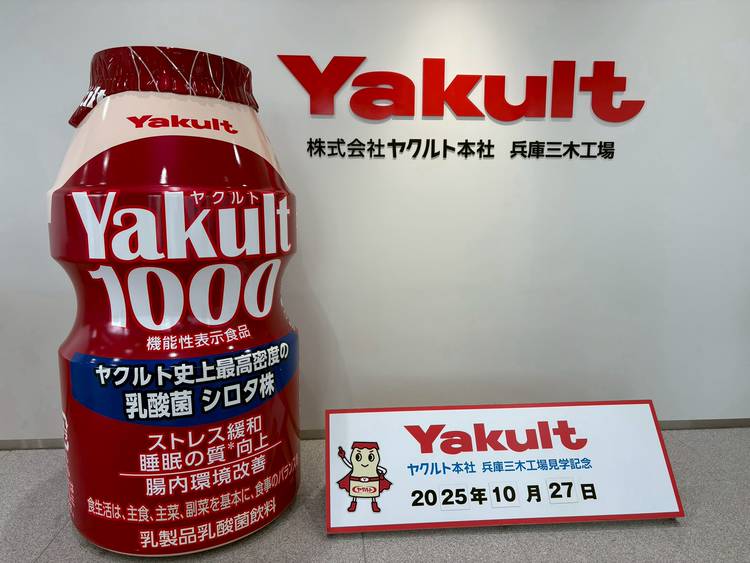 Yakult
株式会社ヤクルト本社 兵庫三木工場
Yakult
ヤクルト
Yakult
1000
機能性表示食品
ヤクルト史上最高密度の
乳酸菌 シロタ株
ストレス緩和
睡眠の質*向上
腸内環境改善
食生活は、主食、主菜、副菜を基本に、食事のバランス
乳製品乳酸菌飲料
Yakult
ヤクルト本社 兵庫三木工場見学記念
ヤクルト
2025年10月27日